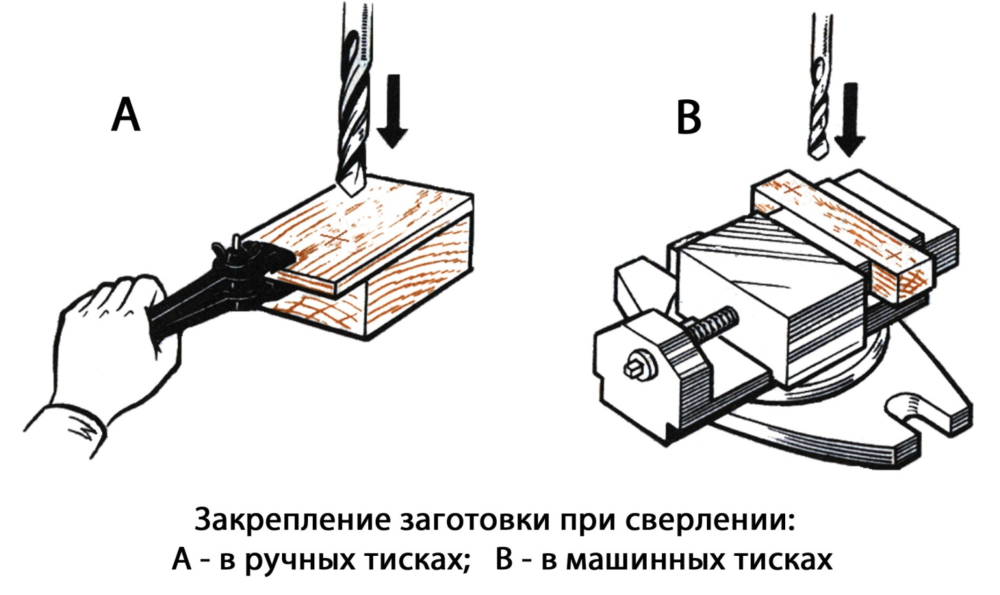 А
В
Закрепление заготовки при сверлении:
А - в ручных тисках; В - в машинных тисках